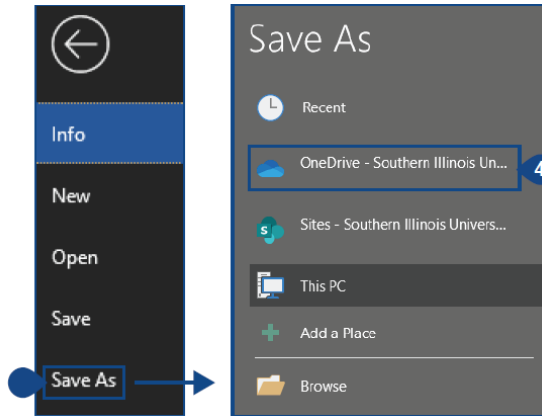 Info
New
Open
Save
Save As
Save As
Recent
OneDrive - Southern Illinois Un...
4
Sites - Southern Illinois Univers...
This PC
Add a Place
Browse